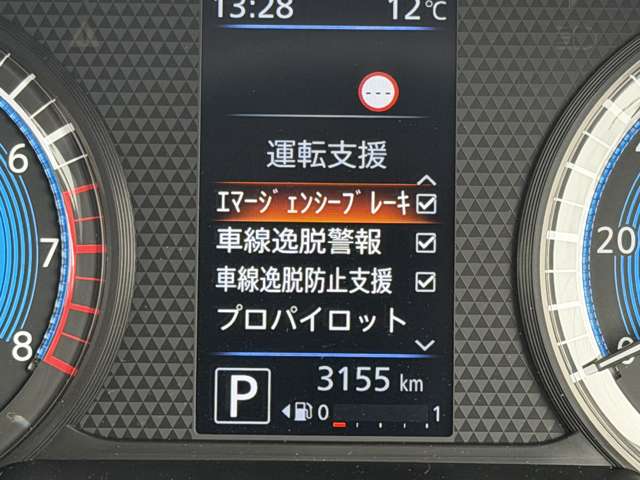 13:28 12℃
---
運転支援
ｴﾏｰｼﾞｪﾝｼｰﾌﾞﾚｰｷ
車線逸脱警報
車線逸脱防止支援
プロパイロット
P
3155 km
0 1
6
7
8
20